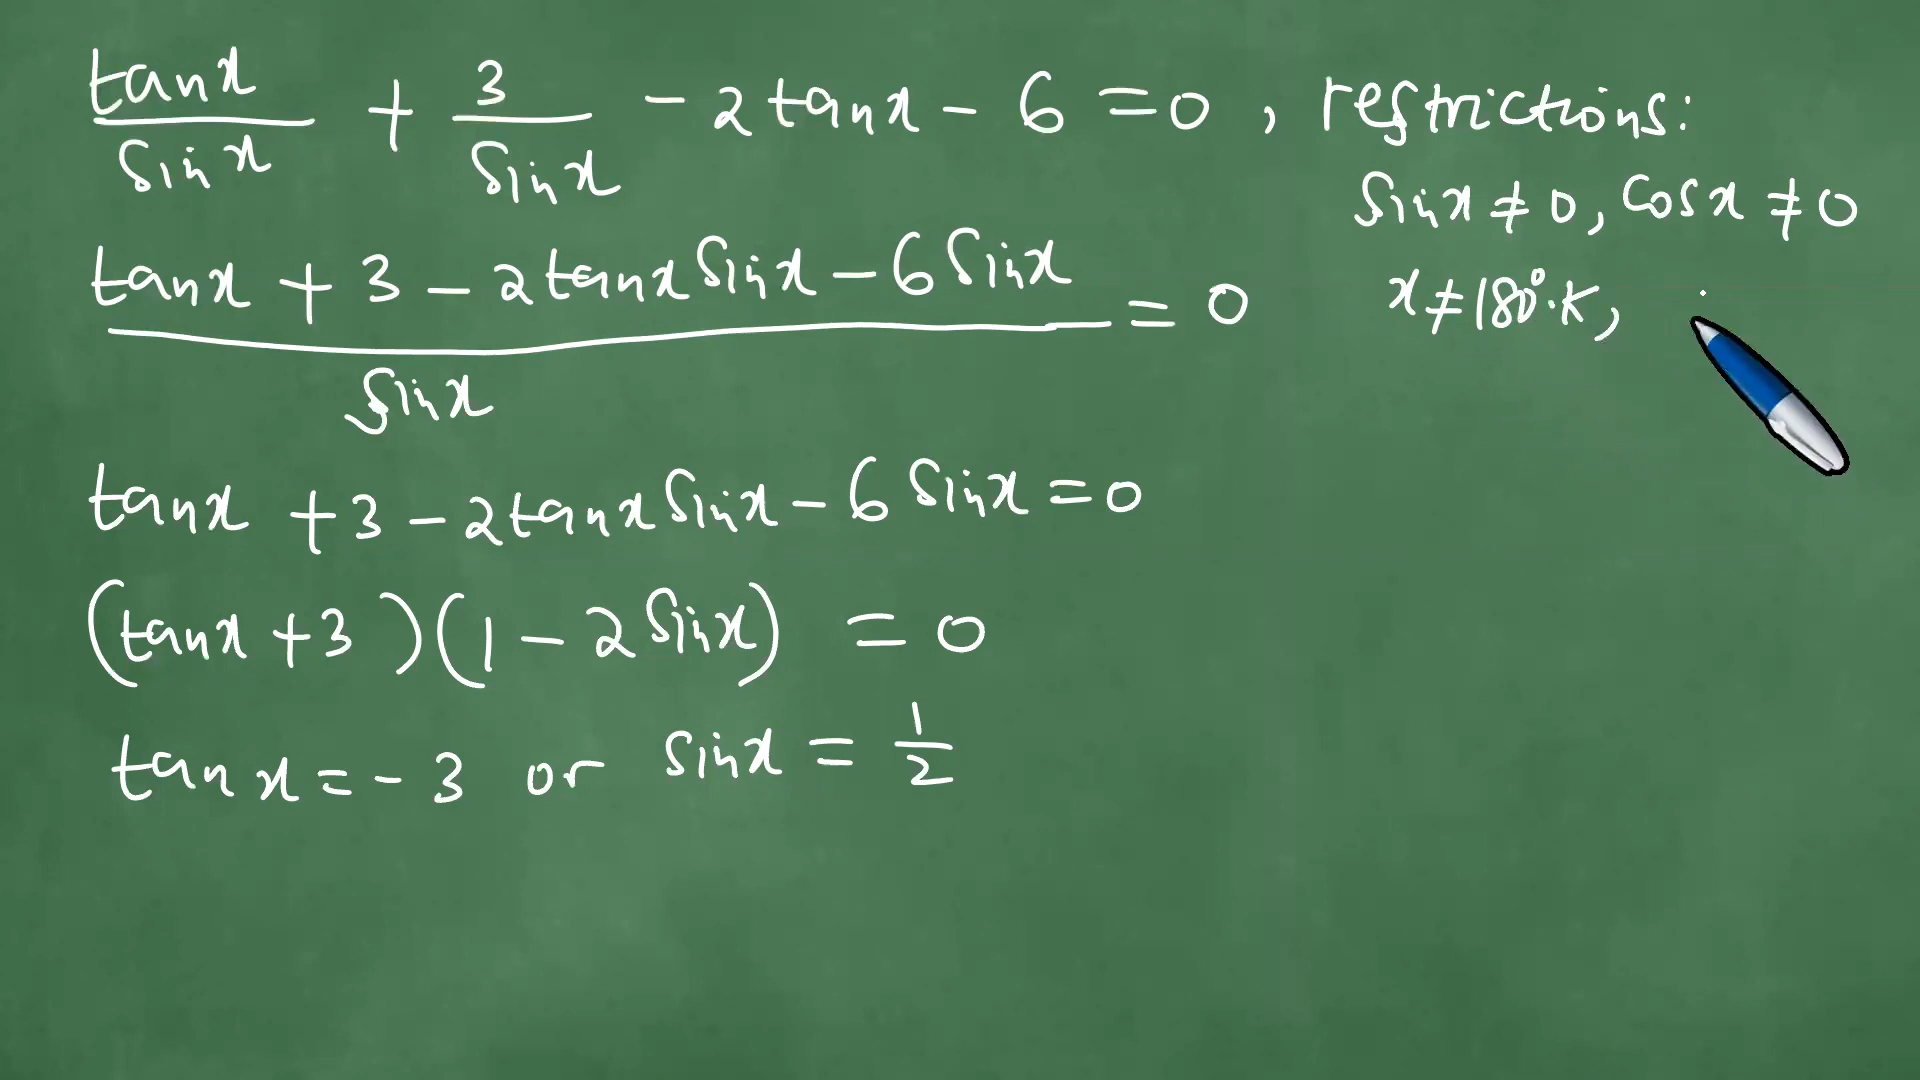 tanx/sinx + 3/sinx - 2tanx - 6 = 0 , restrictions:
sinx ≠ 0, cosx ≠ 0
x ≠ 180°·k,
(tanx + 3 - 2tanx sinx - 6 sinx)/sinx = 0
tanx + 3 - 2tanx sinx - 6 sinx = 0
(tanx + 3)(1 - 2 sinx) = 0
tanx = -3 or sinx = 1/2